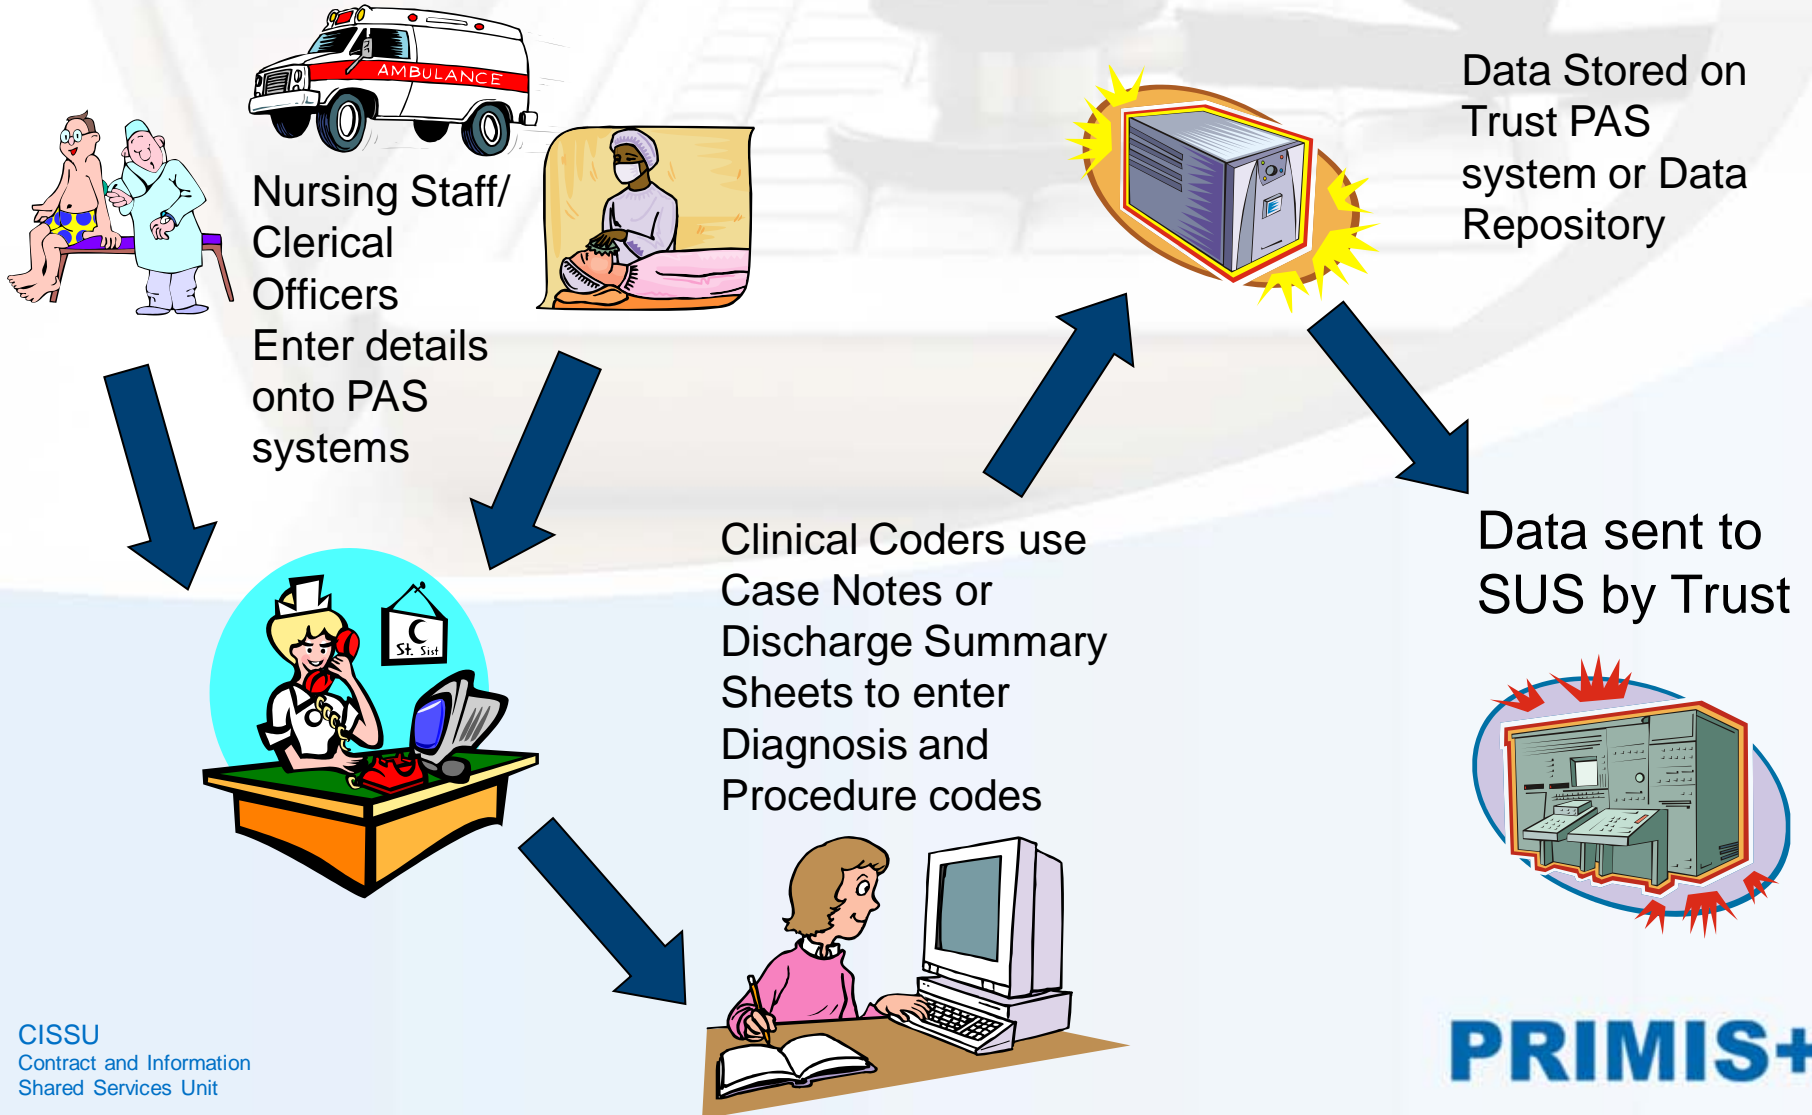 AMBULANCE
Nursing Staff/
Clerical
Officers
Enter details
onto PAS
systems
St. Sist
Clinical Coders use
Case Notes or
Discharge Summary
Sheets to enter
Diagnosis and
Procedure codes
Data Stored on
Trust PAS
system or Data
Repository
Data sent to
SUS by Trust
CISSU
Contract and Information
Shared Services Unit
PRIMIS+